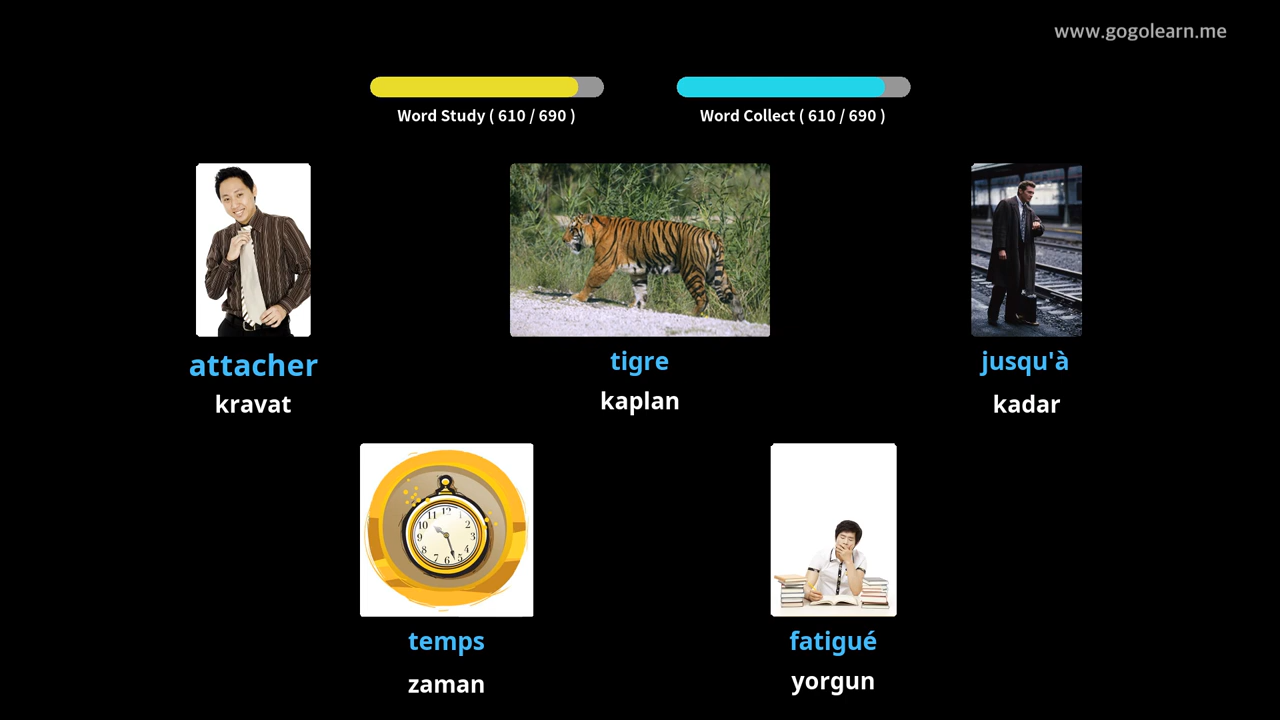 www.gogolearn.me
Word Study ( 610 / 690 )
Word Collect ( 610 / 690 )
attacher
kravat
tigre
kaplan
jusqu'à
kadar
temps
zaman
fatigué
yorgun